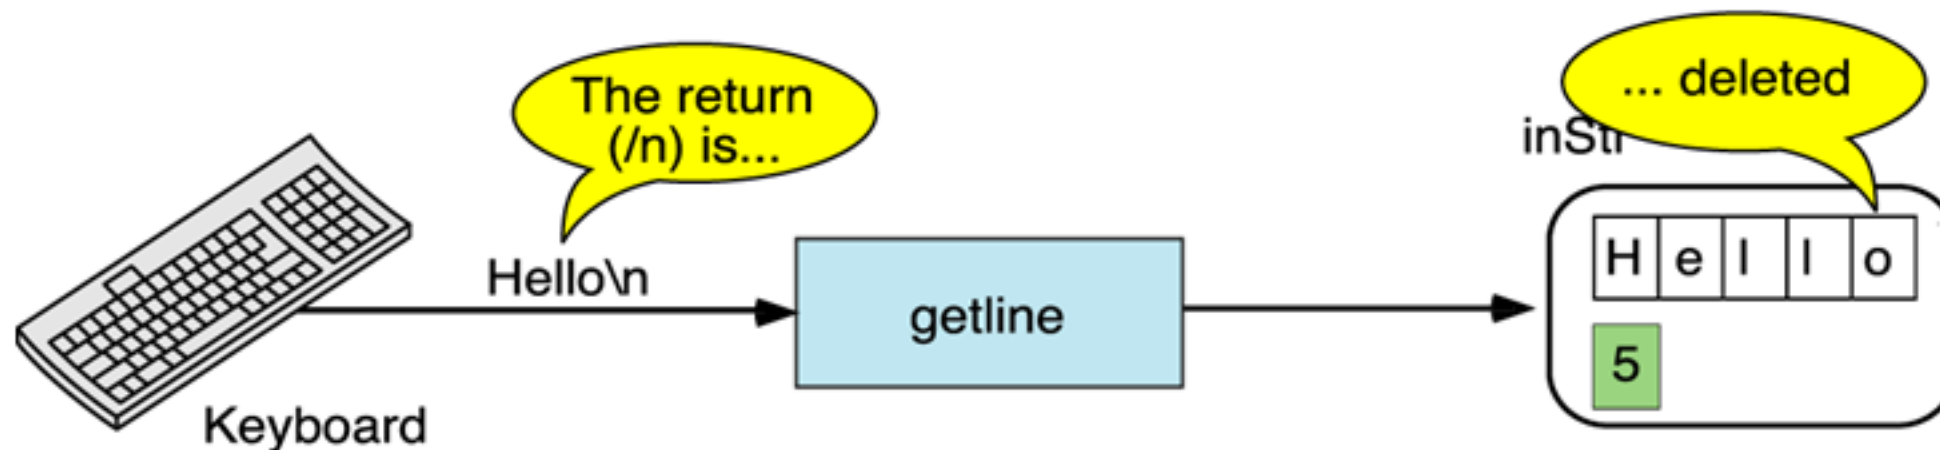 The return
(/n) is...
... deleted
inStr
Hello\n
H e l l o
getline
5
Keyboard